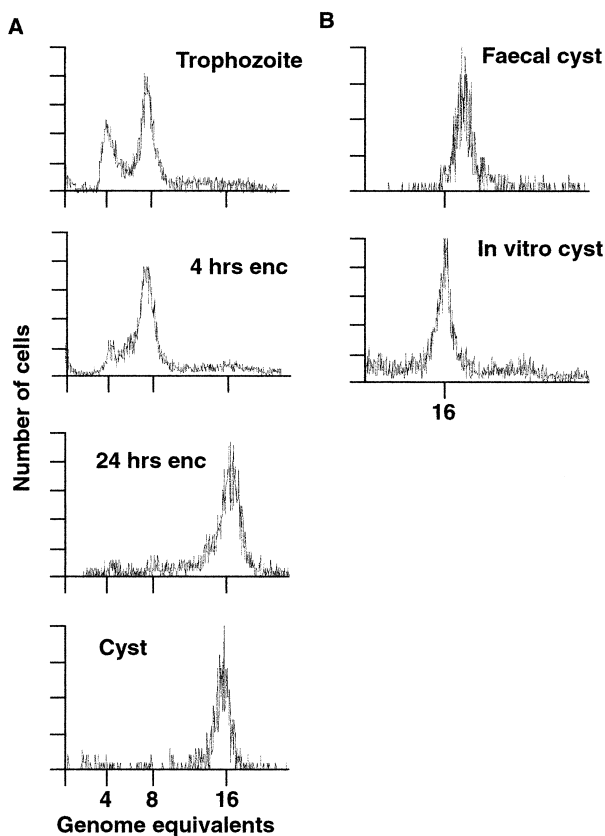 A
Trophozoite
4 hrs enc
24 hrs enc
Cyst
Number of cells
4 8 16
Genome equivalents
B
Faecal cyst
In vitro cyst
16